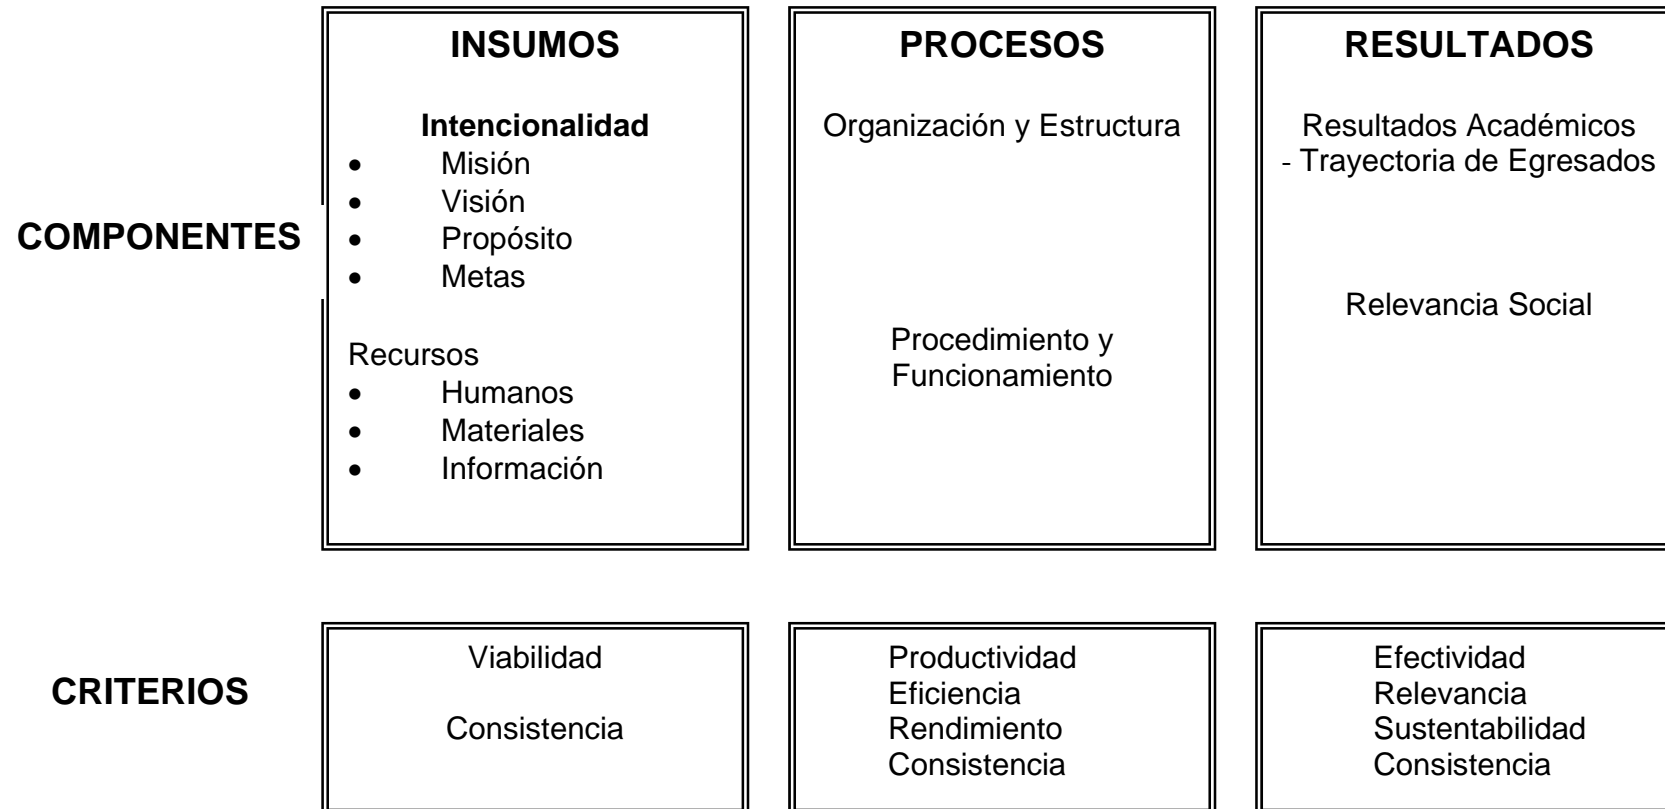 INSUMOS
Intencionalidad
• Misión
• Visión
• Propósito
• Metas
Recursos
• Humanos
• Materiales
• Información
PROCESOS
Organización y Estructura
Procedimiento y
Funcionamiento
RESULTADOS
Resultados Académicos
- Trayectoria de Egresados
Relevancia Social
COMPONENTES
CRITERIOS
Viabilidad
Consistencia
Productividad
Eficiencia
Rendimiento
Consistencia
Efectividad
Relevancia
Sustentabilidad
Consistencia